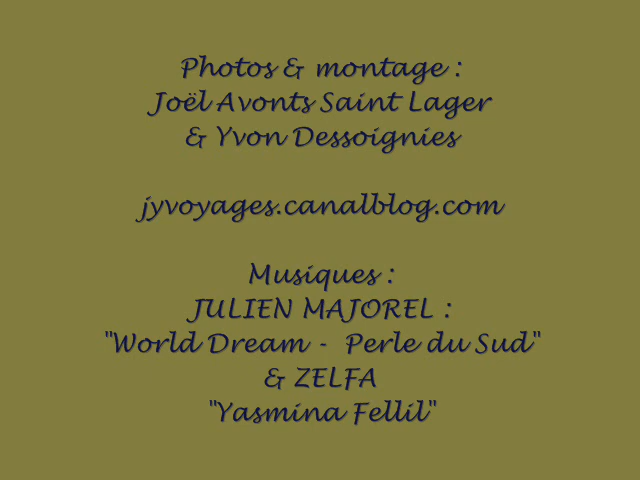 Photos & montage :
Joël Avonts Saint Lager
& Yvon Dessoignies
jyvoyages.canalblog.com
Musiques :
JULIEN MAJOREL :
"World Dream -  Perle du Sud"
& ZELFA
"Yasmina Fellil"